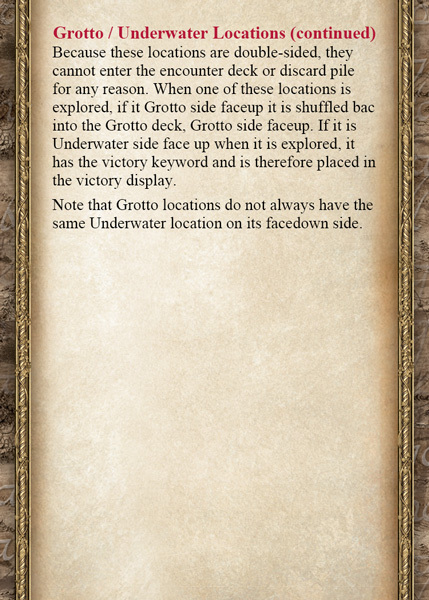 Grotto / Underwater Locations (continued)
Because these locations are double-sided, they
cannot enter the encounter deck or discard pile
for any reason. When one of these locations is
explored, if it Grotto side faceup it is shuffled bac
into the Grotto deck, Grotto side faceup. If it is
Underwater side face up when it is explored, it
has the victory keyword and is therefore placed in
the victory display.
Note that Grotto locations do not always have the
same Underwater location on its facedown side.